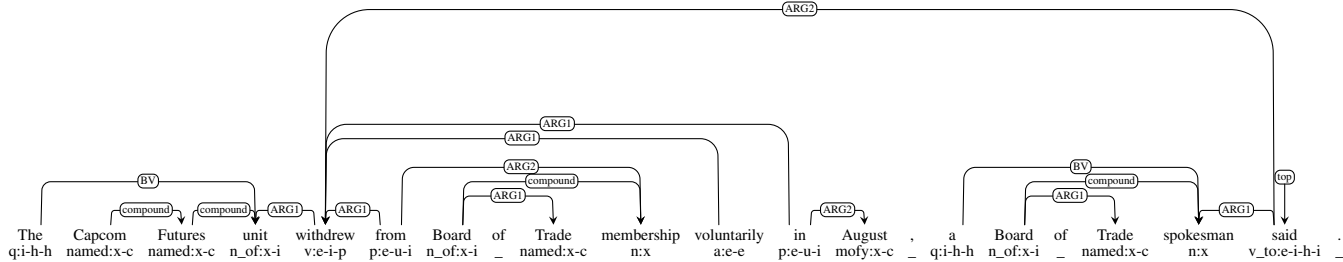 ARG2
ARG1
ARG1
BV ARG2 BV
compound compound top
compound compound ARG1 ARG1 ARG1 ARG2 ARG1 ARG1
The Capcom Futures unit withdrew from Board of Trade membership voluntarily in August , a Board of Trade spokesman said .
q:i-h-h named:x-c named:x-c n_of:x-i v:e-i-p p:e-u-i n_of:x-i _ named:x-c n:x a:e-e p:e-u-i mofy:x-c _ q:i-h-h n_of:x-i _ named:x-c n:x v_to:e-i-h-i _